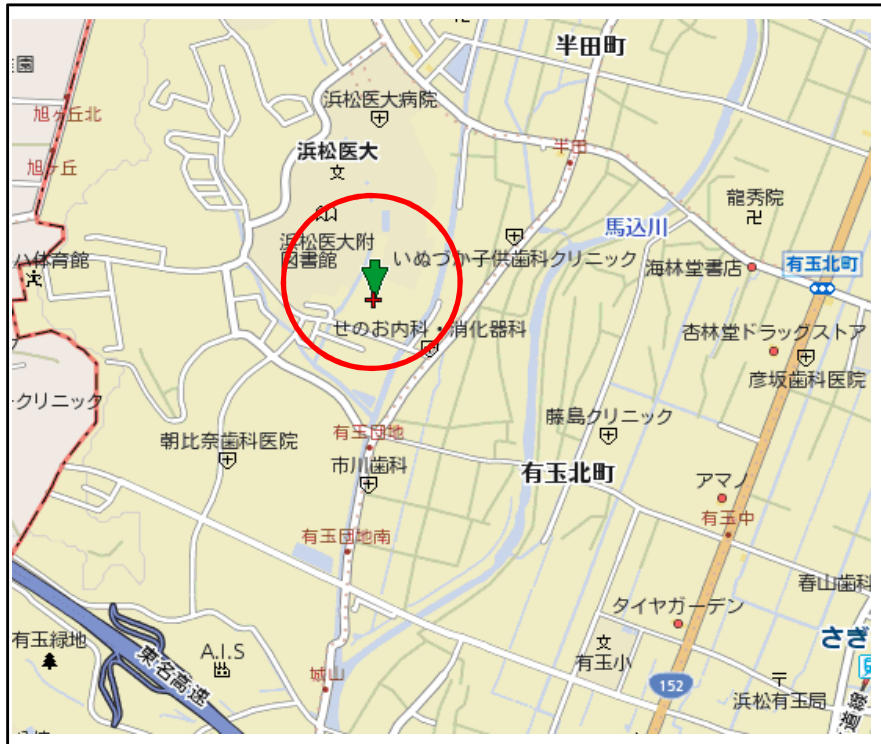 半田町
園
浜松医大病院
旭ヶ丘北
半田
浜松医大
旭ヶ丘
龍秀院
馬込川
浜松医大附
図書館
いぬづか子供歯科クリニック
ハ体育館
海林堂書店
有玉北町
せのお内科・消化器科
杏林堂ドラッグストア
彦坂歯科医院
ークリニック
藤島クリニック
有玉団地
朝比奈歯科医院
市川歯科
有玉北町
アマノ
有玉中
有玉団地南
春山歯科
タイヤガーデン
有玉緑地
東名高速
A.I.S
有玉小
さぎ
城山
152
浜松有玉局
道線